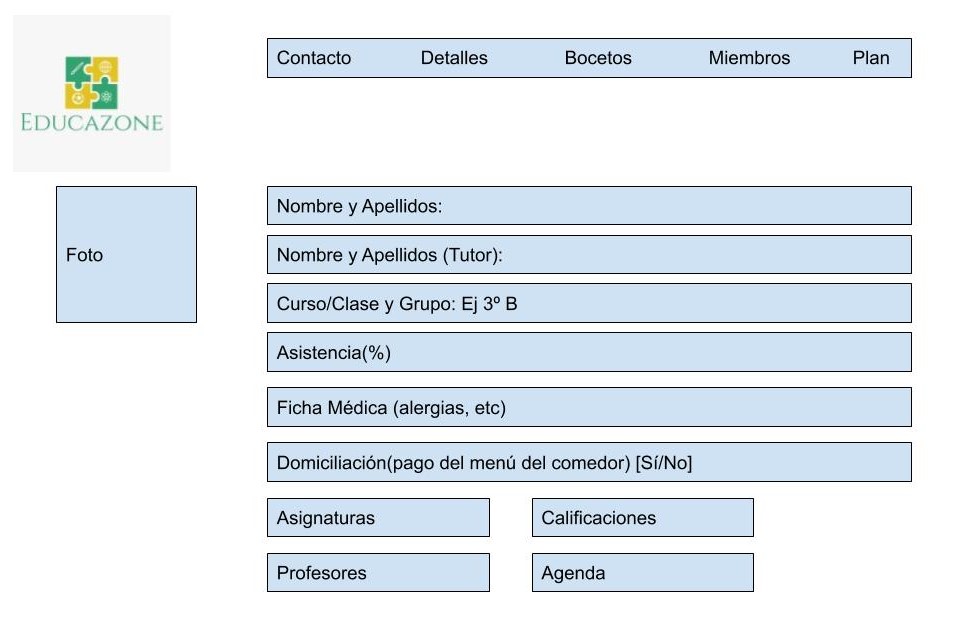 EDUCAZONE
Contacto Detalles Bocetos Miembros Plan
Foto
Nombre y Apellidos:
Nombre y Apellidos (Tutor):
Curso/Clase y Grupo: Ej 3º B
Asistencia(%)
Ficha Médica (alergias, etc)
Domiciliación(pago del menú del comedor) [Sí/No]
Asignaturas Calificaciones
Profesores Agenda